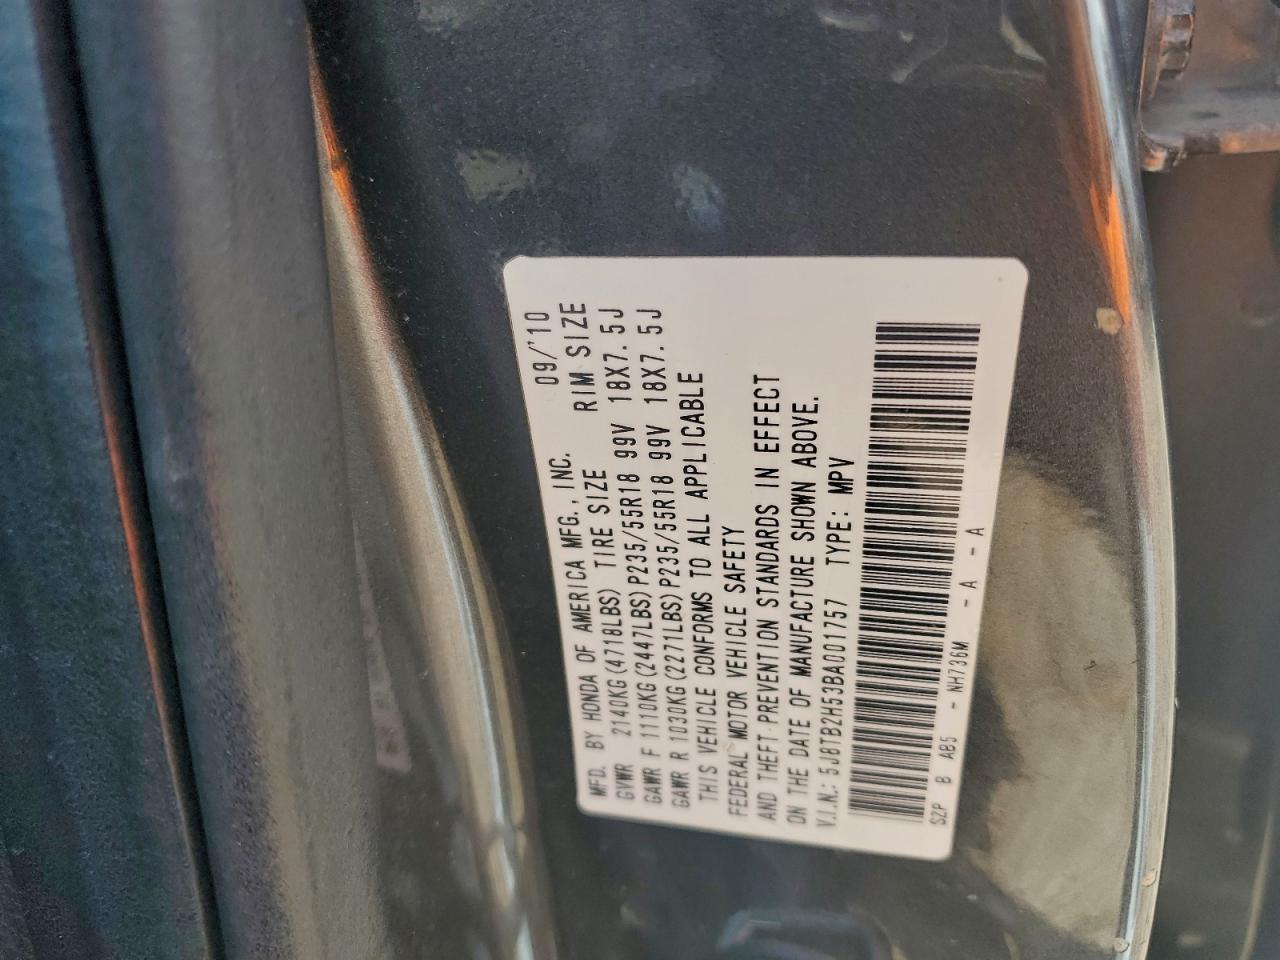 MFD. BY HONDA OF AMERICA MFG., INC. 09/'10
GVWR 2140KG (4718LBS) TIRE SIZE RIM SIZE
GAWR F 1110KG (2447LBS) P235/55R18 99V 18X7.5J
GAWR R 1030KG (2271LBS) P235/55R18 99V 18X7.5J
THIS VEHICLE CONFORMS TO ALL APPLICABLE
FEDERAL MOTOR VEHICLE SAFETY
AND THEFT PREVENTION STANDARDS IN EFFECT
ON THE DATE OF MANUFACTURE SHOWN ABOVE.
V.I.N.: 5J8TB2H53BA001757 TYPE: MPV
SZP B AB5 - NH736M - A - A